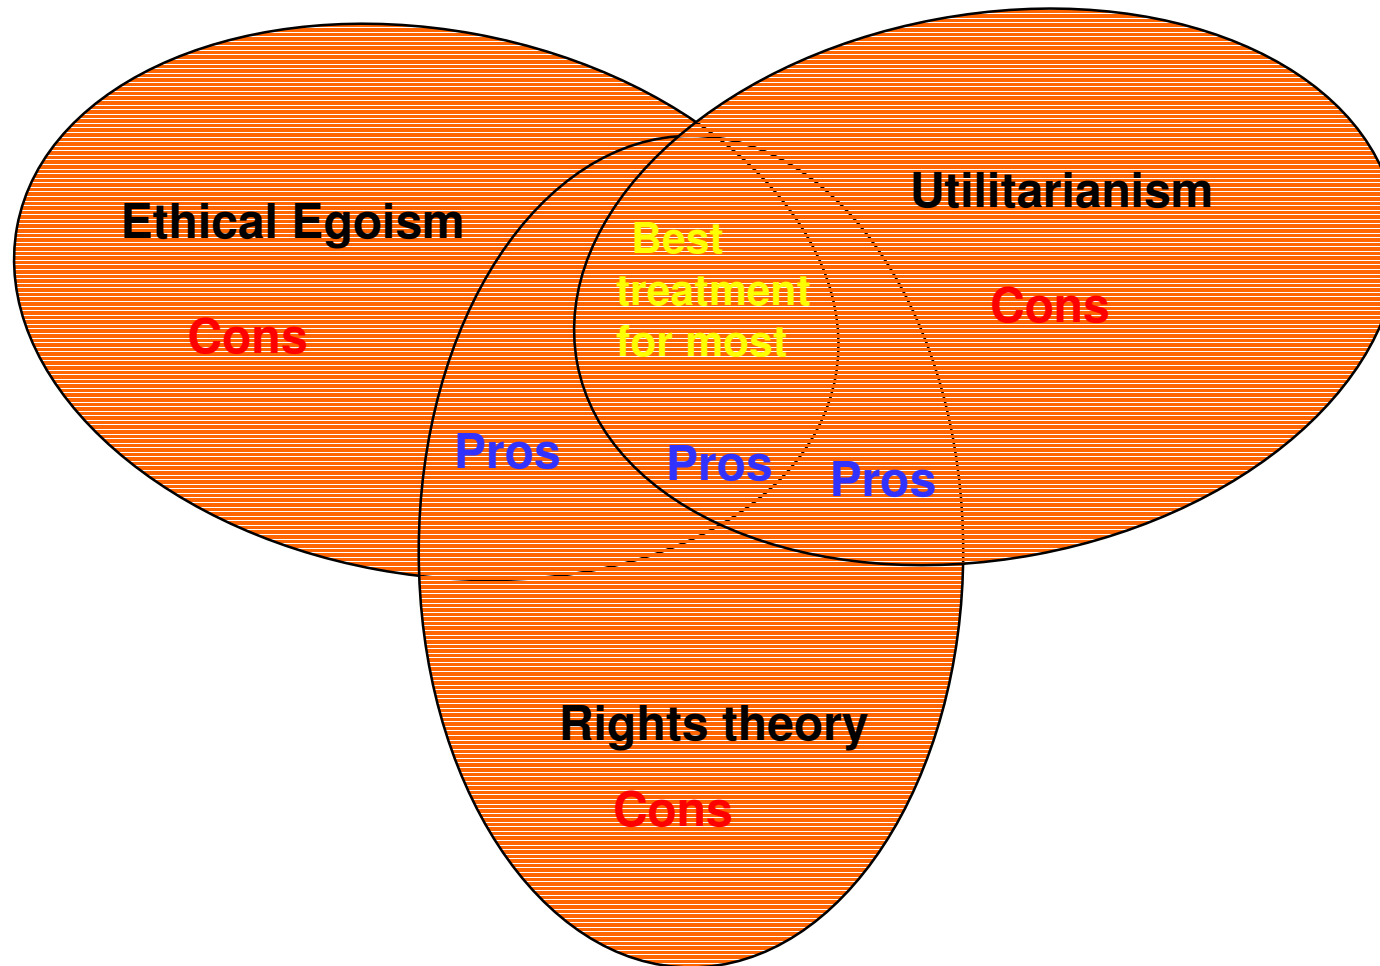 Ethical Egoism
Cons
Utilitarianism
Cons
Best
treatment
for most
Pros
Pros
Pros
Rights theory
Cons